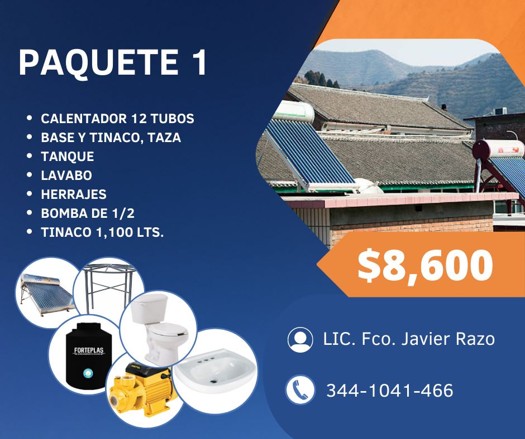 PAQUETE 1
CALENTADOR 12 TUBOS
BASE Y TINACO, TAZA
TANQUE
LAVABO
HERRAJES
BOMBA DE 1/2
TINACO 1,100 LTS.
$8,600
FORTEPLAS
LIC. Fco. Javier Razo
344-1041-466